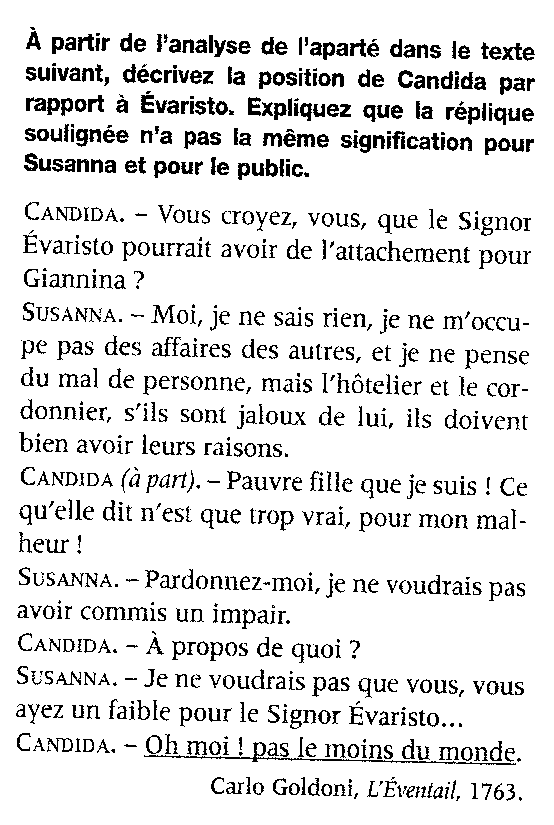 À partir de l'analyse de l'aparté dans le texte
suivant, décrivez la position de Candida par
rapport à Évaristo. Expliquez que la réplique
soulignée n'a pas la même signification pour
Susanna et pour le public.
CANDIDA. – Vous croyez, vous, que le Signor
Évaristo pourrait avoir de l'attachement pour
Giannina ?
SUSANNA. – Moi, je ne sais rien, je ne m'occu-
pe pas des affaires des autres, et je ne pense
du mal de personne, mais l'hôtelier et le cor-
donnier, s'ils sont jaloux de lui, ils doivent
bien avoir leurs raisons.
CANDIDA (à part). – Pauvre fille que je suis ! Ce
qu'elle dit n'est que trop vrai, pour mon mal-
heur !
SUSANNA. – Pardonnez-moi, je ne voudrais pas
avoir commis un impair.
CANDIDA. – À propos de quoi ?
SUSANNA. – Je ne voudrais pas que vous, vous
ayez un faible pour le Signor Évaristo...
CANDIDA. – Oh moi ! pas le moins du monde.
Carlo Goldoni, L'Éventail, 1763.